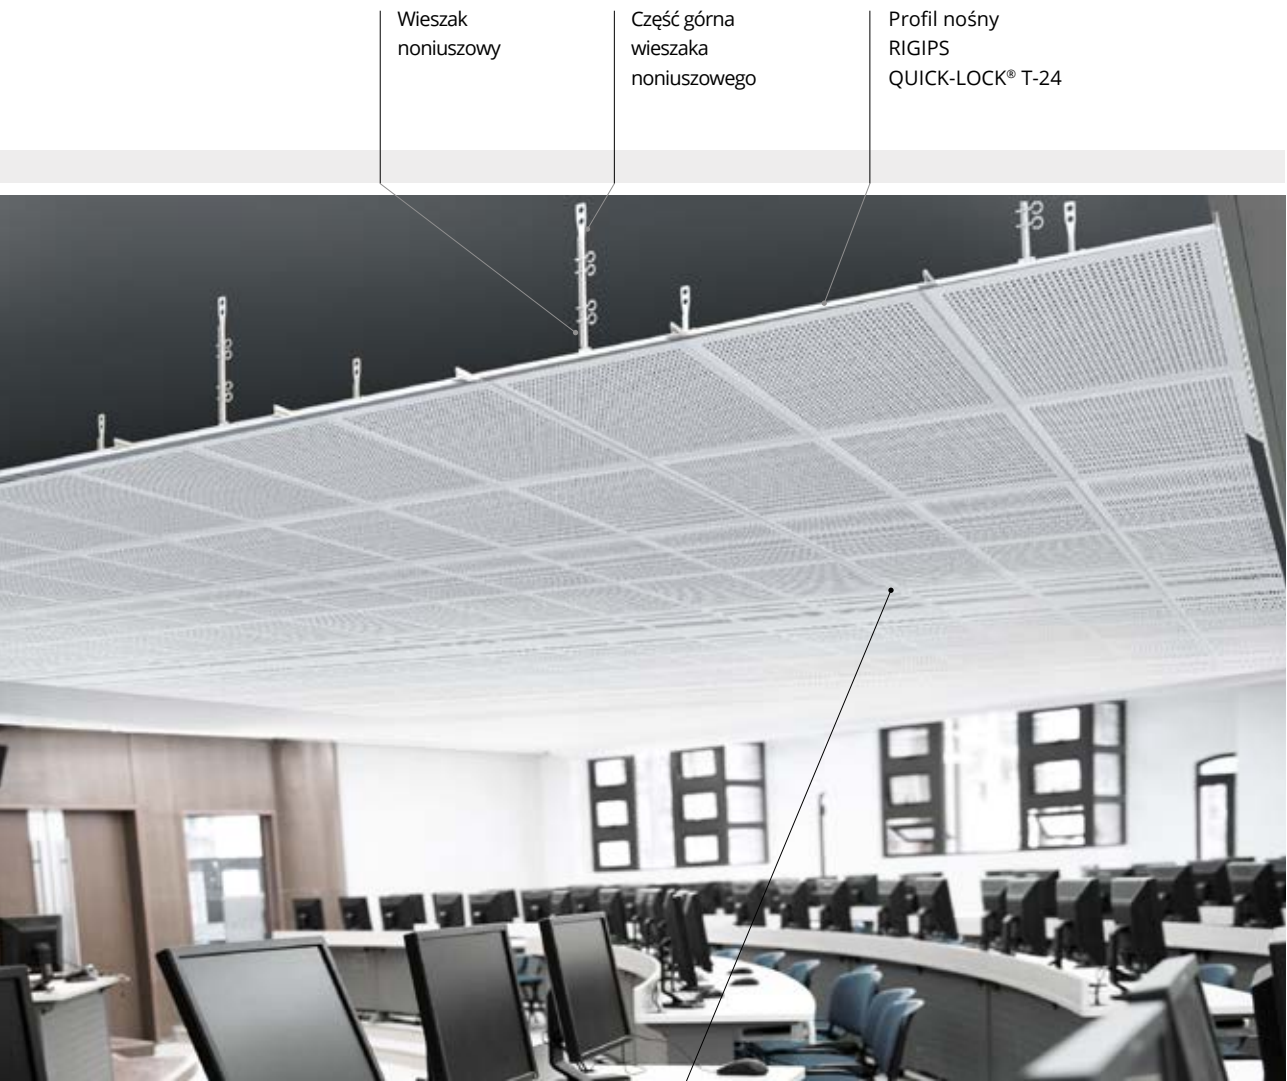 Wieszak
noniuszowy
Część górna
wieszaka
noniuszowego
Profil nośny
RIGIPS
QUICK-LOCK® T-24